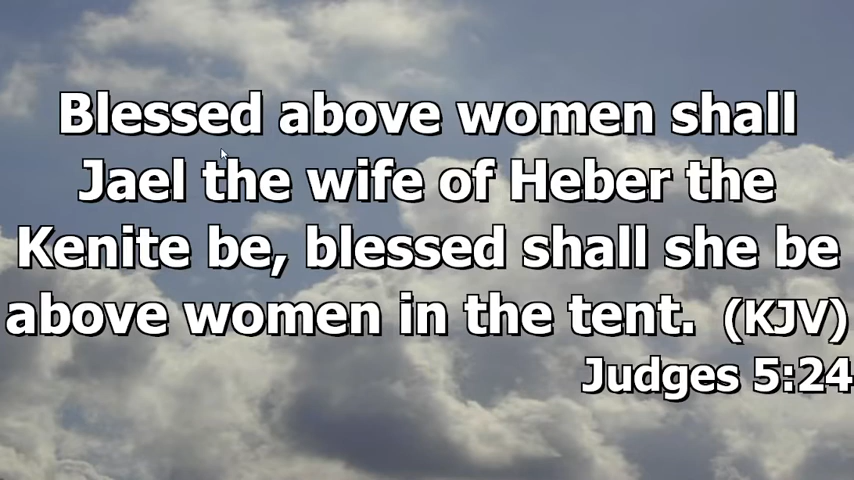 Blessed above women shall
Jael the wife of Heber the
Kenite be, blessed shall she be
above women in the tent. (KJV)
Judges 5:24